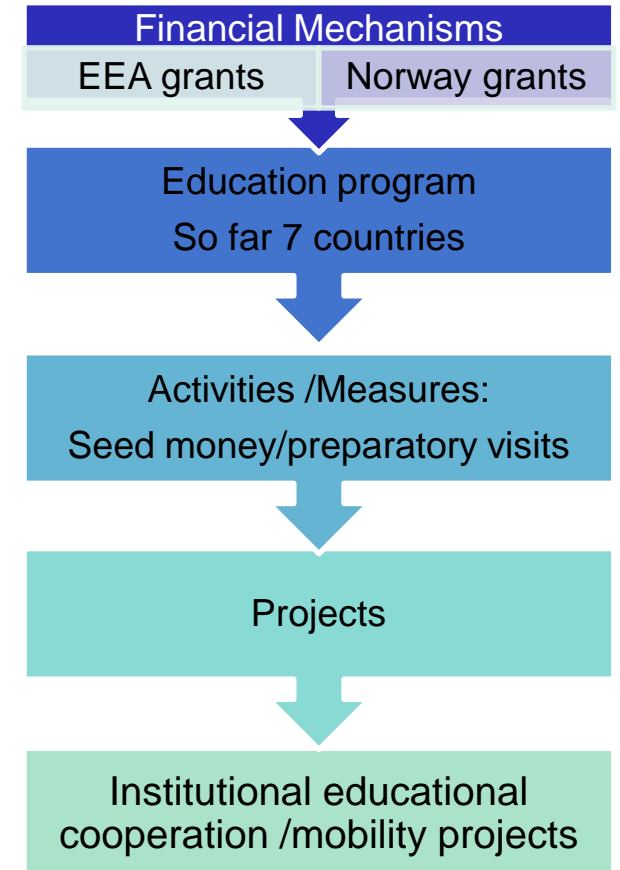 Financial Mechanisms
EEA grants
Norway grants
Education program
So far 7 countries
Activities /Measures:
Seed money/preparatory visits
Projects
Institutional educational
cooperation /mobility projects